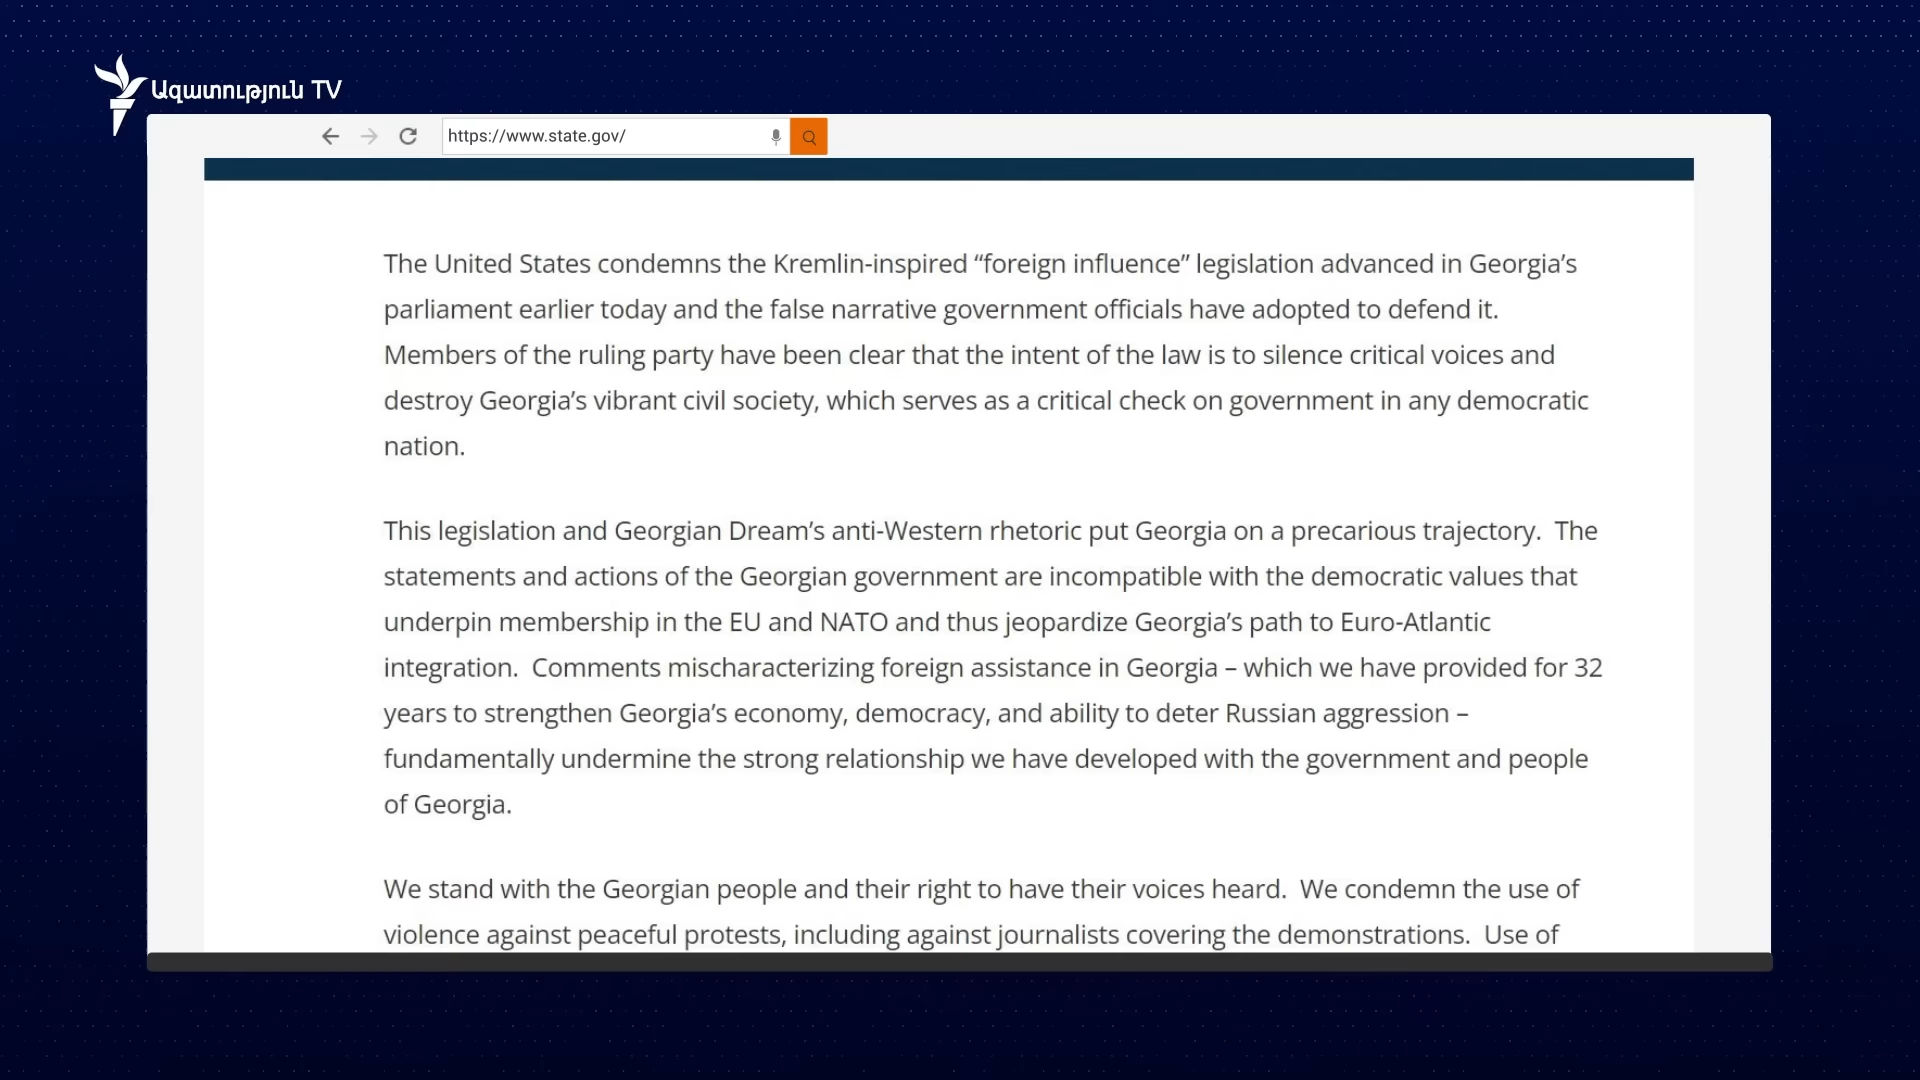 Ազատություն TV
https://www.state.gov/
The United States condemns the Kremlin-inspired “foreign influence” legislation advanced in Georgia’s
parliament earlier today and the false narrative government officials have adopted to defend it.
Members of the ruling party have been clear that the intent of the law is to silence critical voices and
destroy Georgia’s vibrant civil society, which serves as a critical check on government in any democratic
nation.
This legislation and Georgian Dream’s anti-Western rhetoric put Georgia on a precarious trajectory.  The
statements and actions of the Georgian government are incompatible with the democratic values that
underpin membership in the EU and NATO and thus jeopardize Georgia’s path to Euro-Atlantic
integration.  Comments mischaracterizing foreign assistance in Georgia – which we have provided for 32
years to strengthen Georgia’s economy, democracy, and ability to deter Russian aggression –
fundamentally undermine the strong relationship we have developed with the government and people
of Georgia.
We stand with the Georgian people and their right to have their voices heard.  We condemn the use of
violence against peaceful protests, including against journalists covering the demonstrations.  Use of